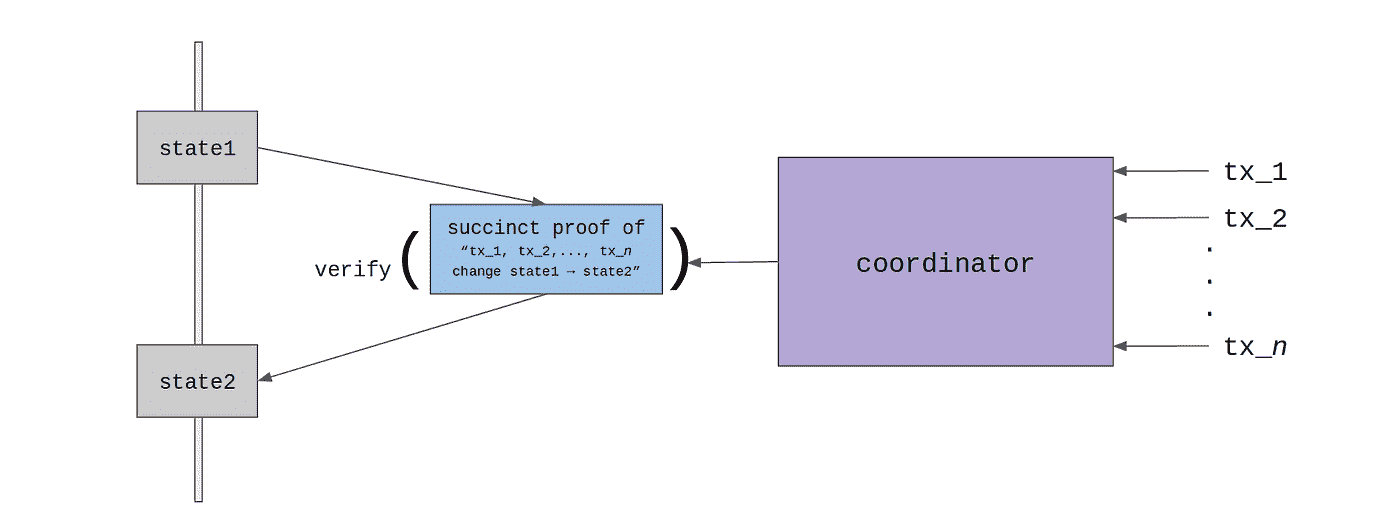 state1
succinct proof of
“tx_1, tx_2,..., tx_n
change state1 → state2”
verify ( )
state2
coordinator
tx_1
tx_2
.
.
.
tx_n